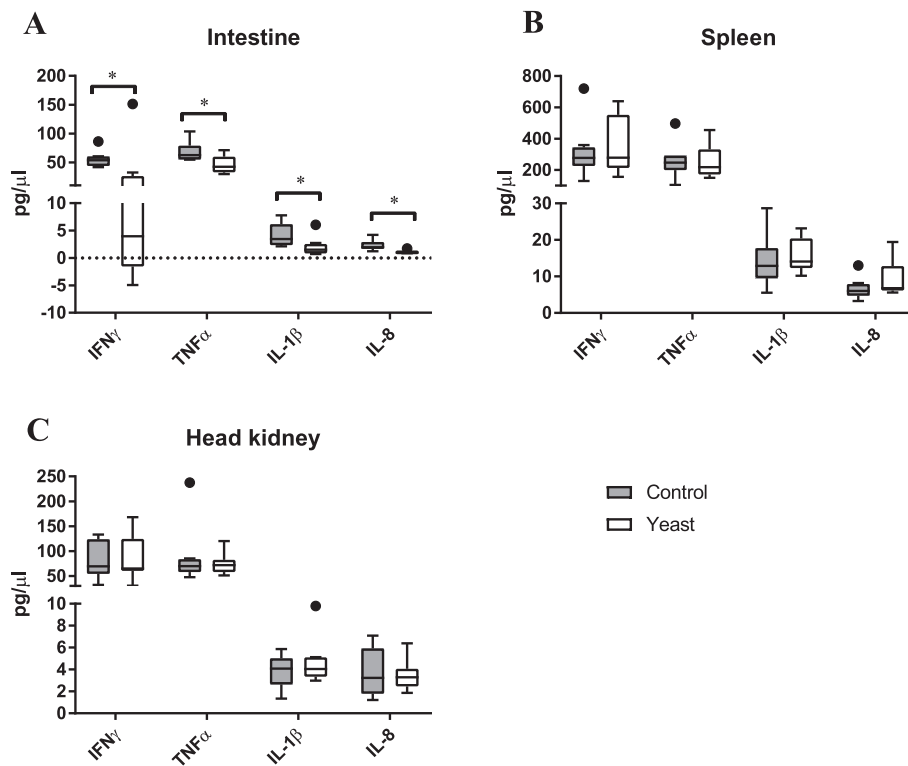 A
Intestine
pg/μl
200
150
100
50
10
5
0
-5
-10
*
*
*
*
IFNγ
TNFα
IL-1β
IL-8
B
Spleen
pg/μl
800
600
400
200
30
20
10
0
IFNγ
TNFα
IL-1β
IL-8
C
Head kidney
pg/μl
250
200
150
100
50
10
8
6
4
2
0
IFNγ
TNFα
IL-1β
IL-8
Control
Yeast